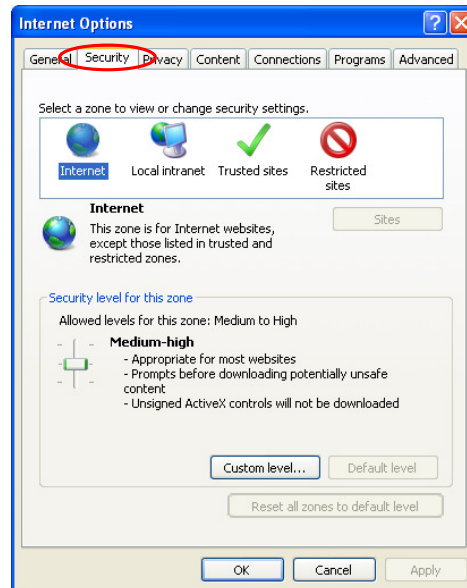 Internet Options
General Security Privacy Content Connections Programs Advanced
Select a zone to view or change security settings.
Internet Local intranet Trusted sites Restricted
sites
Internet
Sites
This zone is for Internet websites,
except those listed in trusted and
restricted zones.
Security level for this zone
Allowed levels for this zone: Medium to High
Medium-high
- Appropriate for most websites
- Prompts before downloading potentially unsafe
content
- Unsigned ActiveX controls will not be downloaded
Custom level... Default level
Reset all zones to default level
OK Cancel Apply